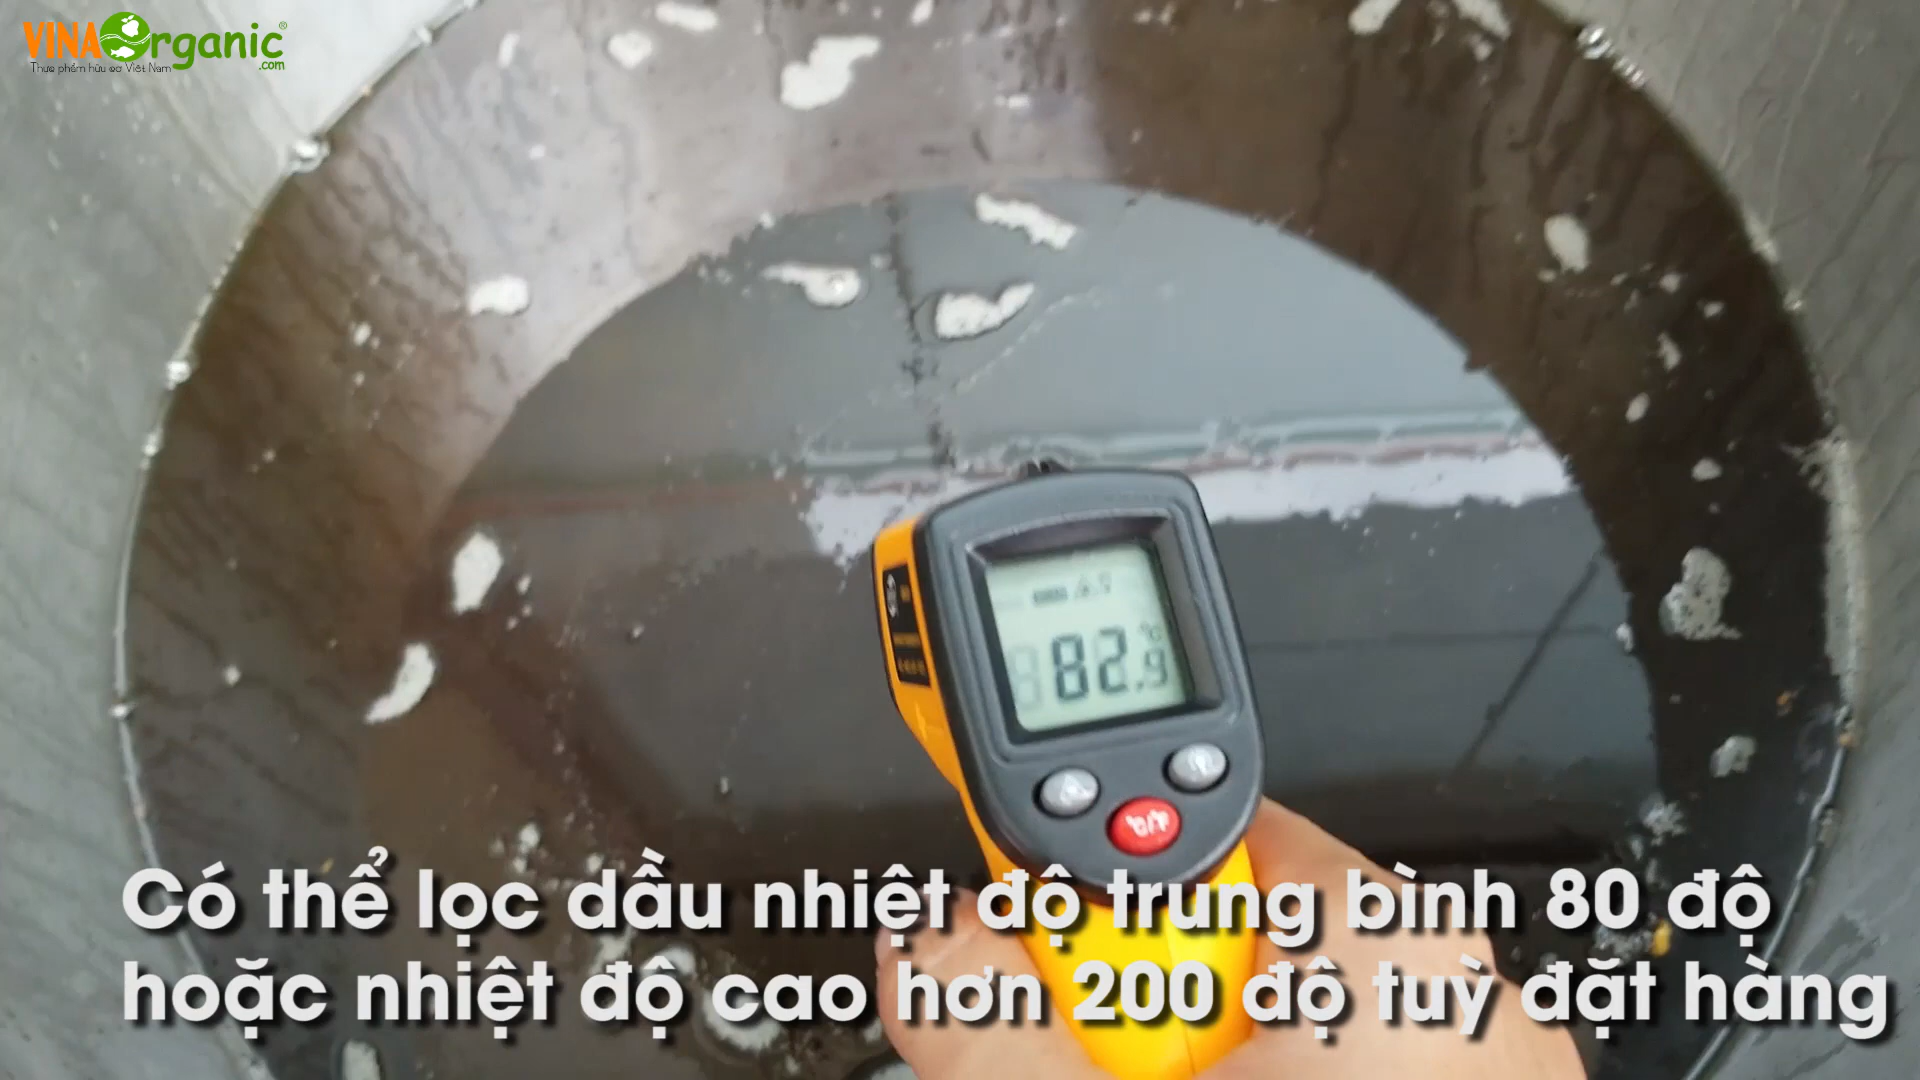 VINAOrganic®
.com
Thực phẩm hữu cơ Việt Nam
°C
82.9
°C/°F
Có thể lọc dầu nhiệt độ trung bình 80 độ
hoặc nhiệt độ cao hơn 200 độ tuỳ đặt hàng